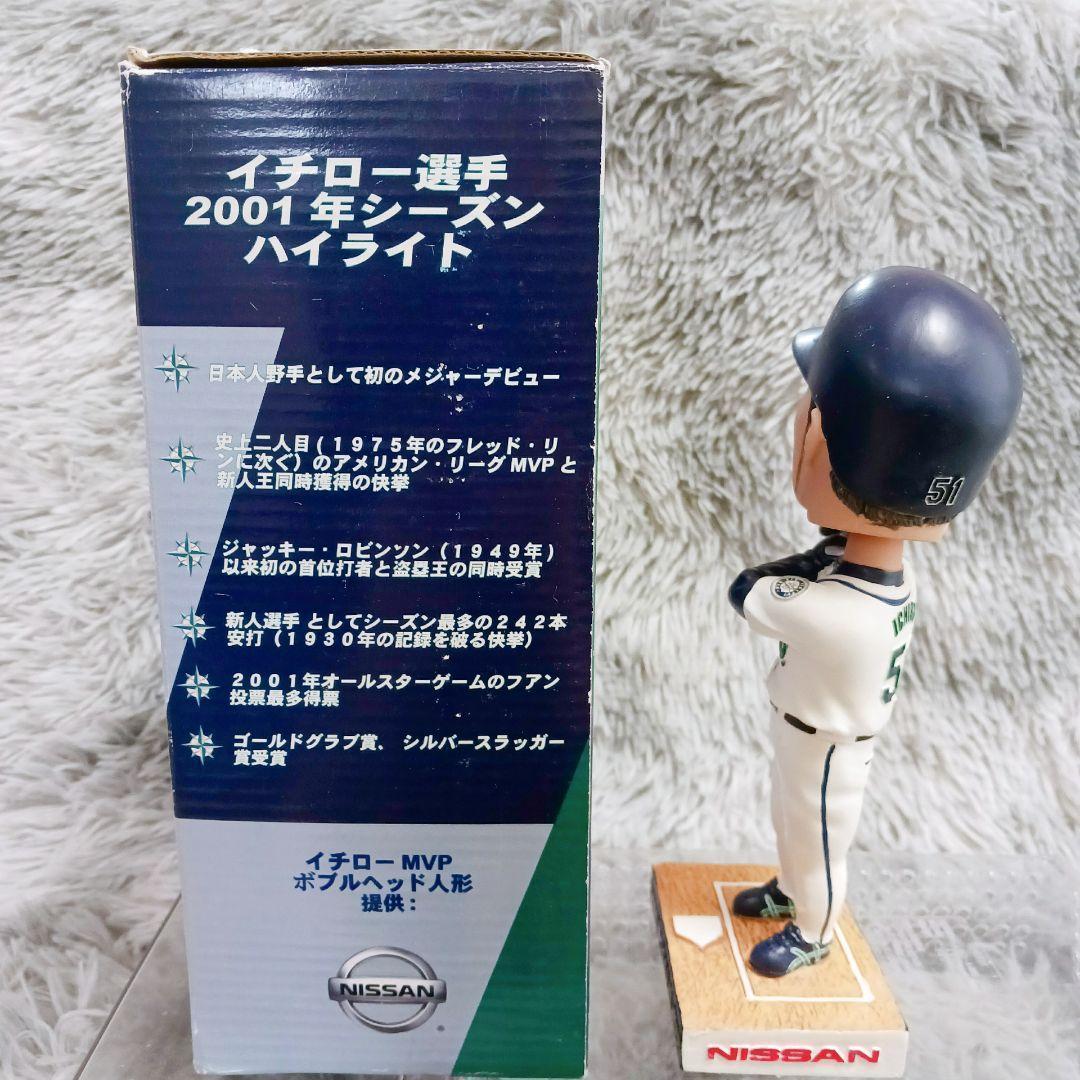 イチロー選手
2001年シーズン
ハイライト
日本人野手として初のメジャーデビュー
史上二人目(1975年のフレッド・リ
ンに次ぐ)のアメリカン・リーグMVPと
新人王同時獲得の快挙
ジャッキー・ロビンソン(1949年)
以来初の首位打者と盗塁王の同時受賞
新人選手 としてシーズン最多の242本
安打(1930年の記録を破る快挙)
2001年オールスターゲームのフアン
投票最多得票
ゴールドグラブ賞、シルバースラッガー
賞受賞
イチローMVP
ボブルヘッド人形
提供:
NISSAN
51
NISSAN